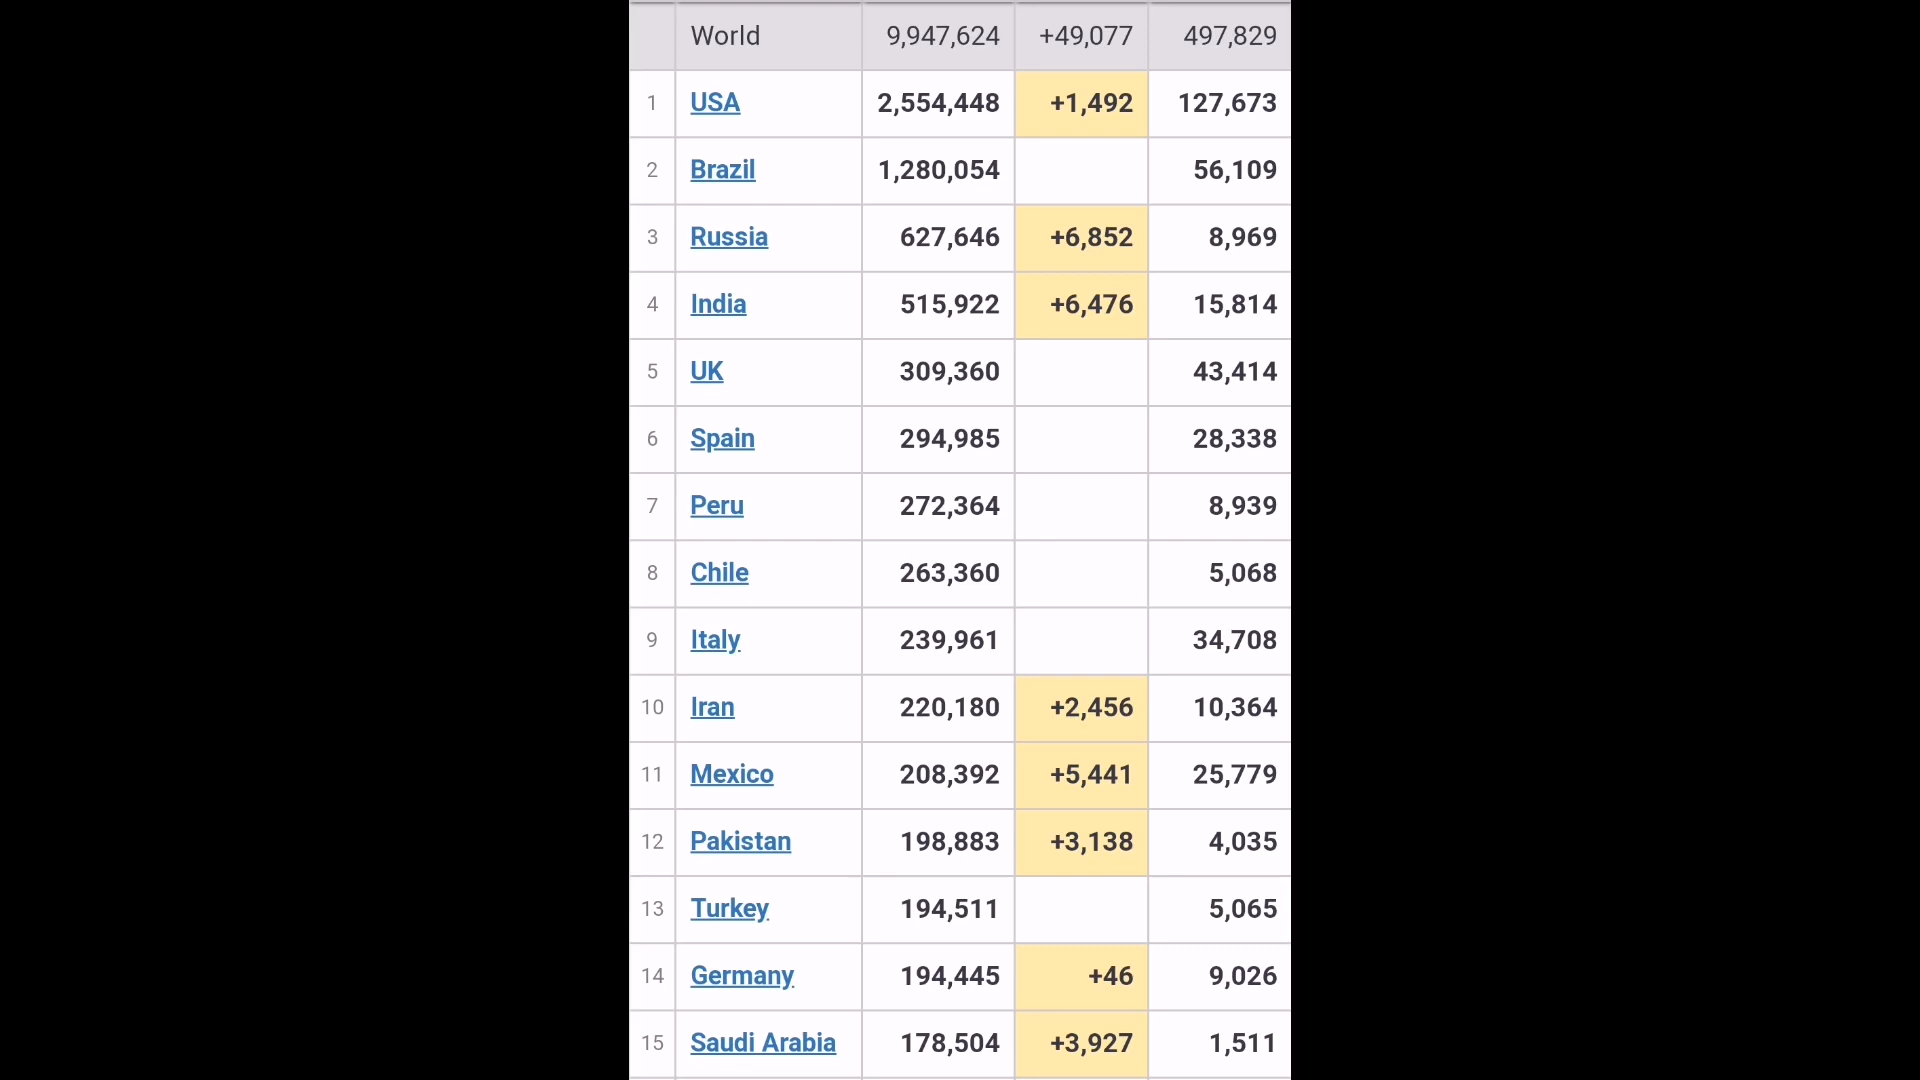 World 9,947,624 +49,077 497,829
1 USA 2,554,448 +1,492 127,673
2 Brazil 1,280,054 56,109
3 Russia 627,646 +6,852 8,969
4 India 515,922 +6,476 15,814
5 UK 309,360 43,414
6 Spain 294,985 28,338
7 Peru 272,364 8,939
8 Chile 263,360 5,068
9 Italy 239,961 34,708
10 Iran 220,180 +2,456 10,364
11 Mexico 208,392 +5,441 25,779
12 Pakistan 198,883 +3,138 4,035
13 Turkey 194,511 5,065
14 Germany 194,445 +46 9,026
15 Saudi Arabia 178,504 +3,927 1,511